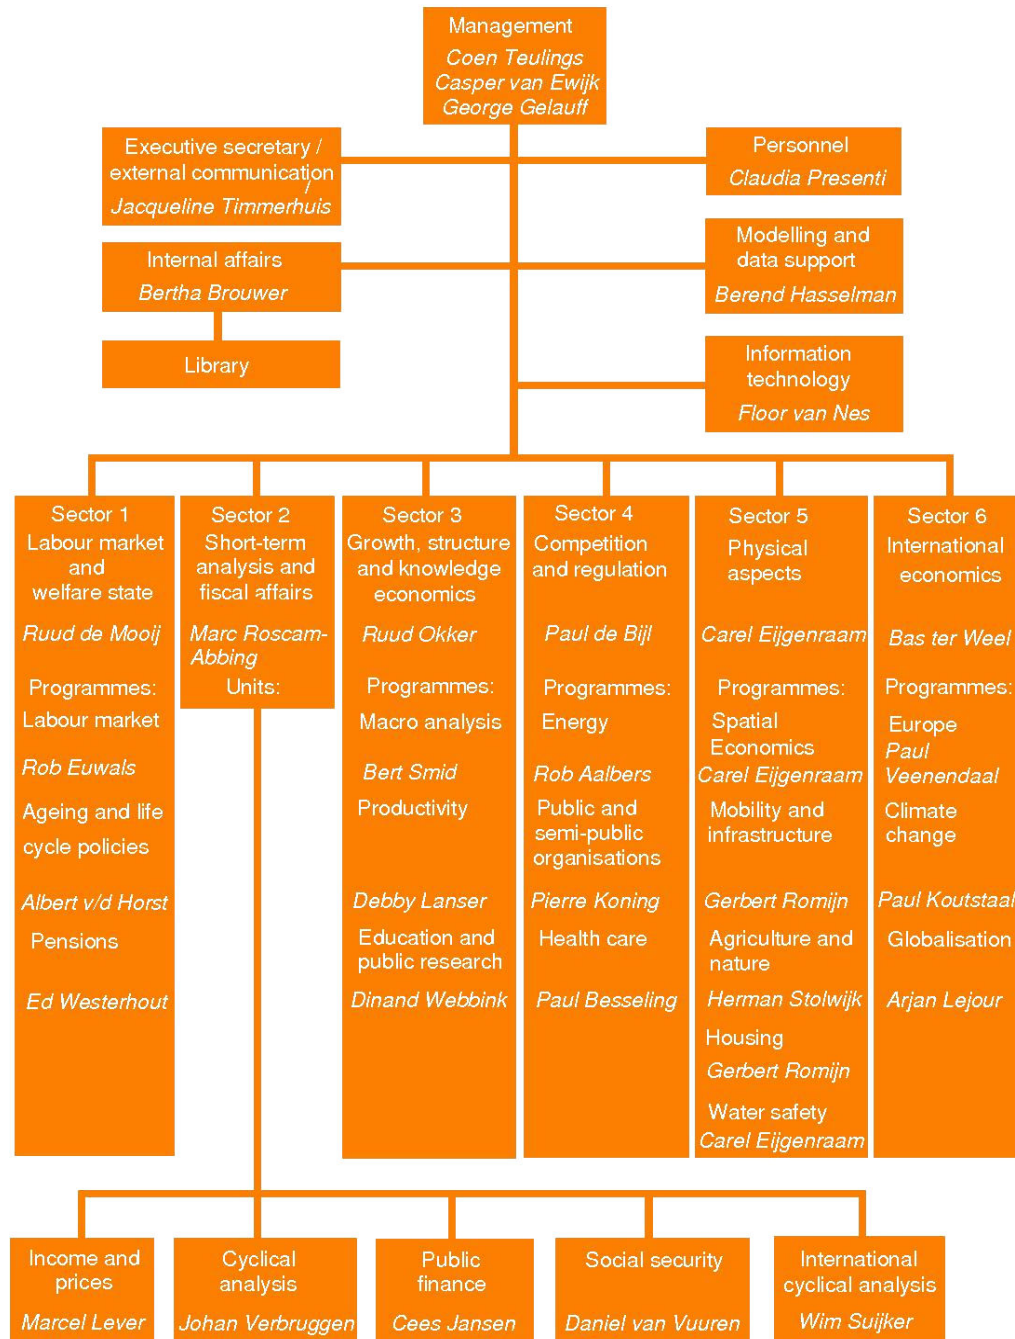 Management
Coen Teulings
Casper van Ewijk
George Gelauff
Executive secretary /
external communication
/
Jacqueline Timmerhuis
Personnel
Claudia Presenti
Internal affairs
Bertha Brouwer
Modelling and
data support
Berend Hasselman
Library
Information
technology
Floor van Nes
Sector 1
Labour market
and
welfare state
Ruud de Mooij
Programmes:
Labour market
Rob Euwals
Ageing and life
cycle policies
Albert v/d Horst
Pensions
Ed Westerhout
Sector 2
Short-term
analysis and
fiscal affairs
Marc Roscam-
Abbing
Units:
Sector 3
Growth, structure
and knowledge
economics
Ruud Okker
Programmes:
Macro analysis
Bert Smid
Productivity
Debby Lanser
Education and
public research
Dinand Webbink
Sector 4
Competition
and regulation
Paul de Bijl
Programmes:
Energy
Rob Aalbers
Public and
semi-public
organisations
Pierre Koning
Health care
Paul Besseling
Sector 5
Physical
aspects
Carel Eijgenraam
Programmes:
Spatial
Economics
Carel Eijgenraam
Mobility and
infrastructure
Gerbert Romijn
Agriculture and
nature
Herman Stolwijk
Housing
Gerbert Romijn
Water safety
Carel Eijgenraam
Sector 6
International
economics
Bas ter Weel
Programmes:
Europe
Paul
Veenendaal
Climate
change
Paul Koutstaal
Globalisation
Arjan Lejour
Income and
prices
Marcel Lever
Cyclical
analysis
Johan Verbruggen
Public
finance
Cees Jansen
Social security
Daniel van Vuuren
International
cyclical analysis
Wim Suijker